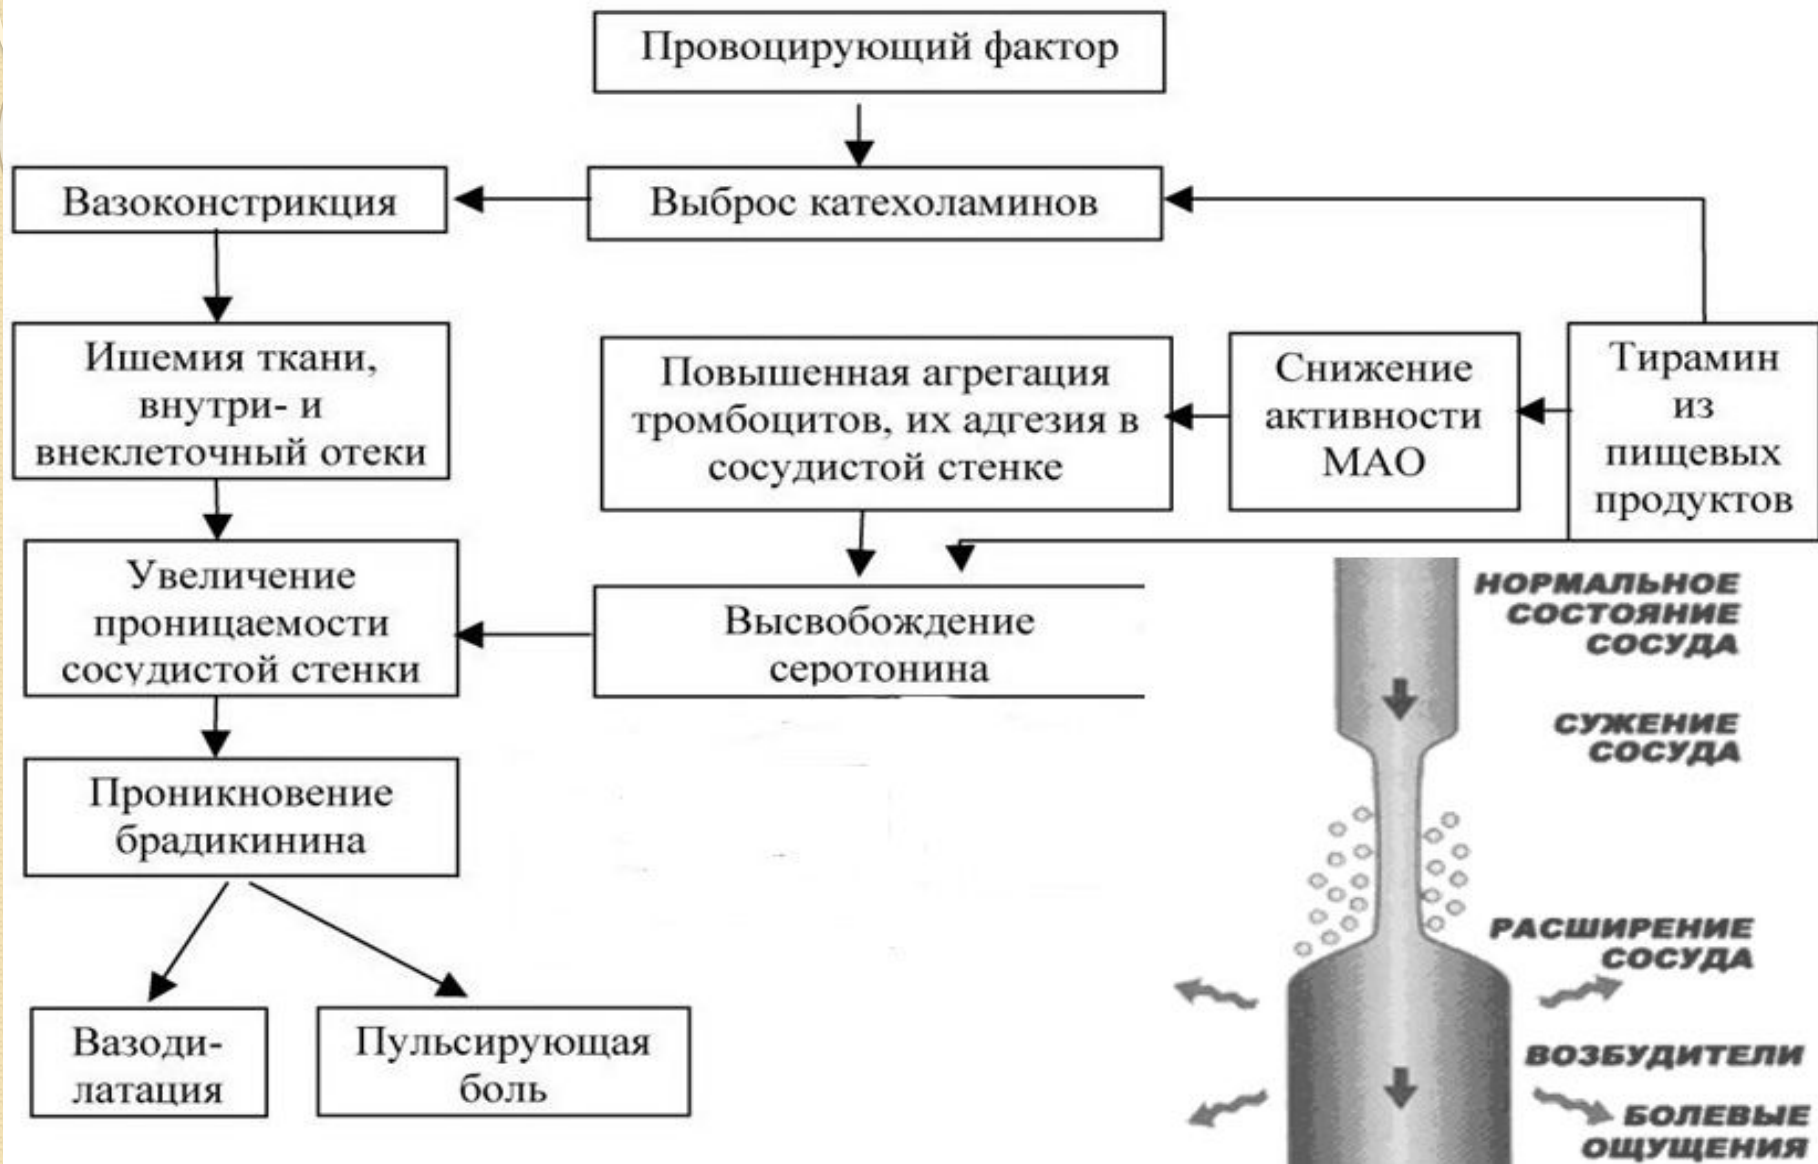 Провоцирующий фактор
Вазоконстрикция
Выброс катехоламинов
Ишемия ткани,
внутри- и
внеклеточный отеки
Повышенная агрегация
тромбоцитов, их адгезия в
сосудистой стенке
Снижение
активности
МАО
Тирамин
из
пищевых
продуктов
Увеличение
проницаемости
сосудистой стенки
Высвобождение
серотонина
Проникновение
брадикинина
Вазоди-
латация
Пульсирующая
боль
НОРМАЛЬНОЕ
СОСТОЯНИЕ
СОСУДА
СУЖЕНИЕ
СОСУДА
РАСШИРЕНИЕ
СОСУДА
ВОЗБУДИТЕЛИ
БОЛЕВЫЕ
ОЩУЩЕНИЯ